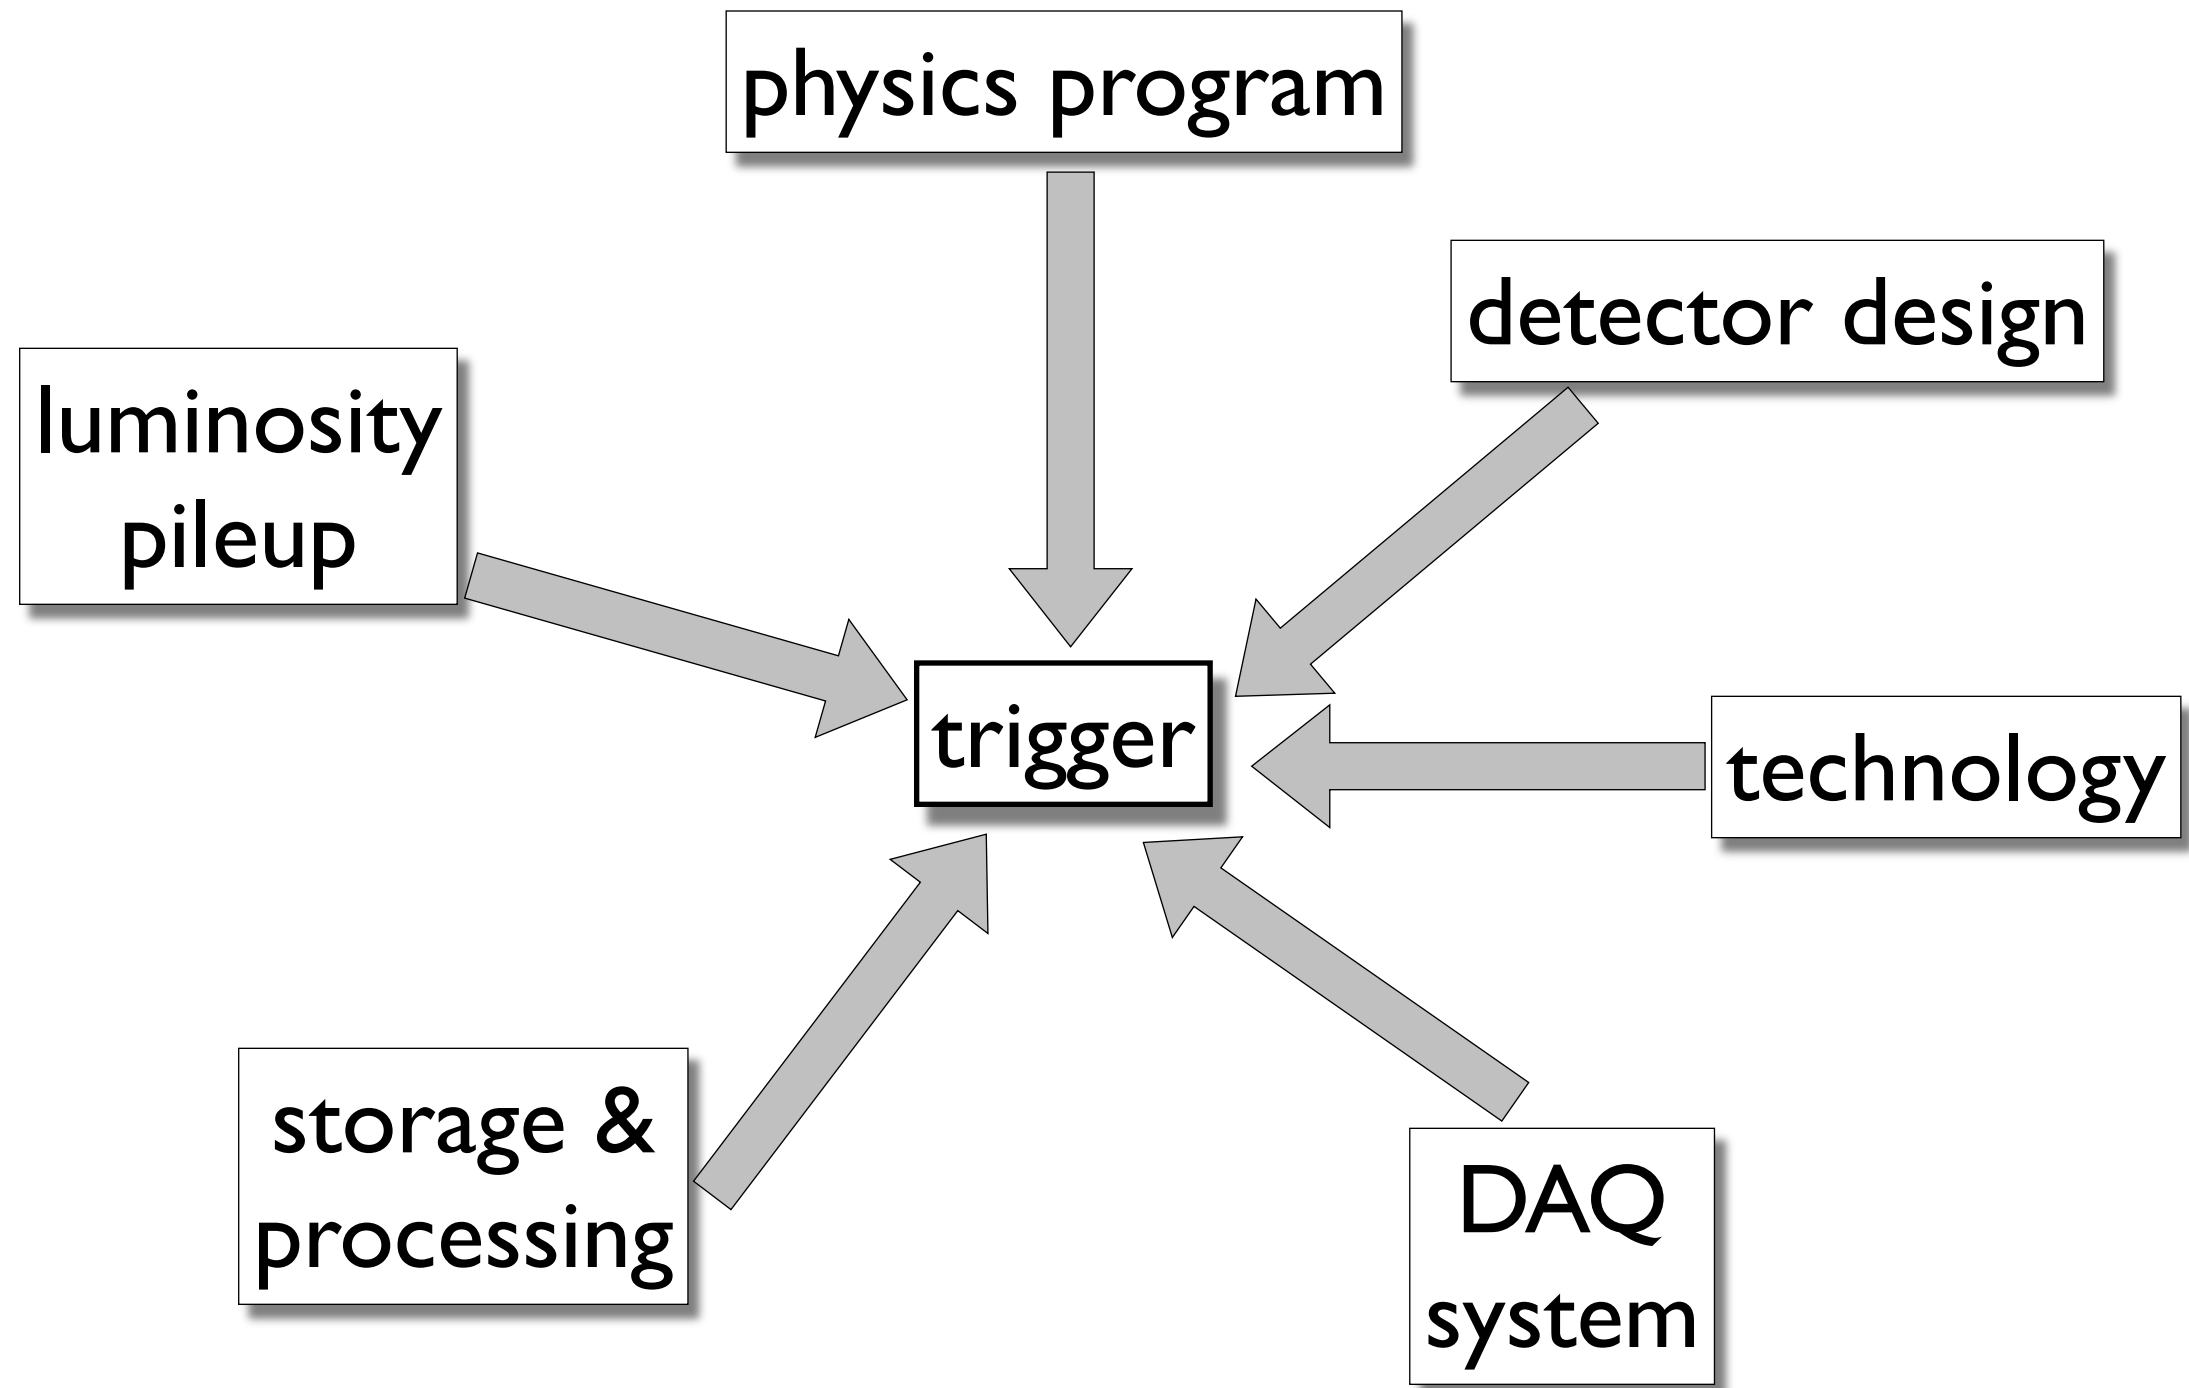 physics program
detector design
luminosity
pileup
trigger
technology
storage &
processing
DAQ
system